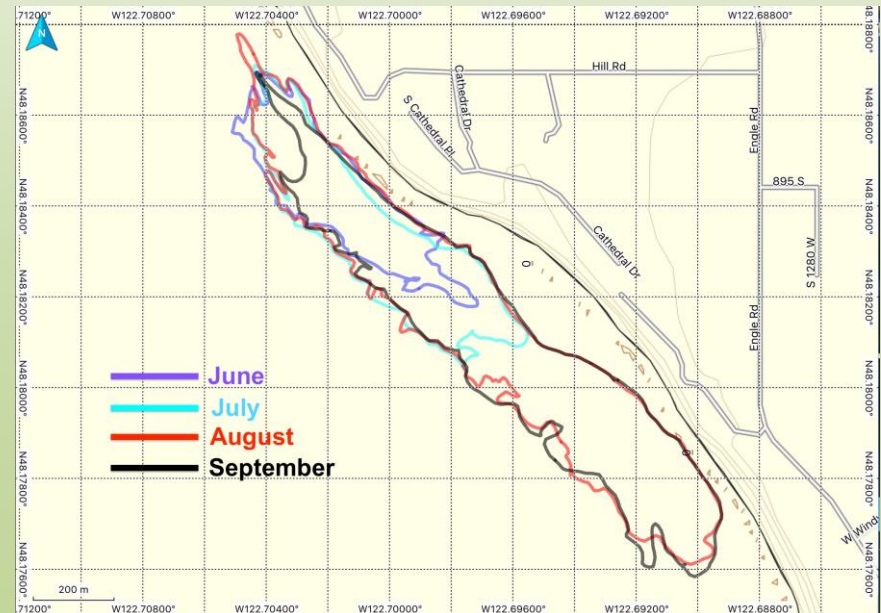 71200° W122.70800° W122.70400° W122.70000° W122.69600° W122.69200° W122.68800°
N
N48.18800°
N48.18600° N48.18600°
N48.18400° N48.18400°
N48.18200° N48.18200°
N48.18000° N48.18000°
N48.17800° N48.17800°
N48.17600° N48.17600°
Hill Rd
Cathedral Dr
S Cathedral Pl
Engle Rd
895 S
Cathedral Dr
S 1280 W
Engle Rd
0
0
W Wind
June
July
August
September
200 m
71200° W122.70800° W122.70400° W122.70000° W122.69600° W122.69200° W122.68800°